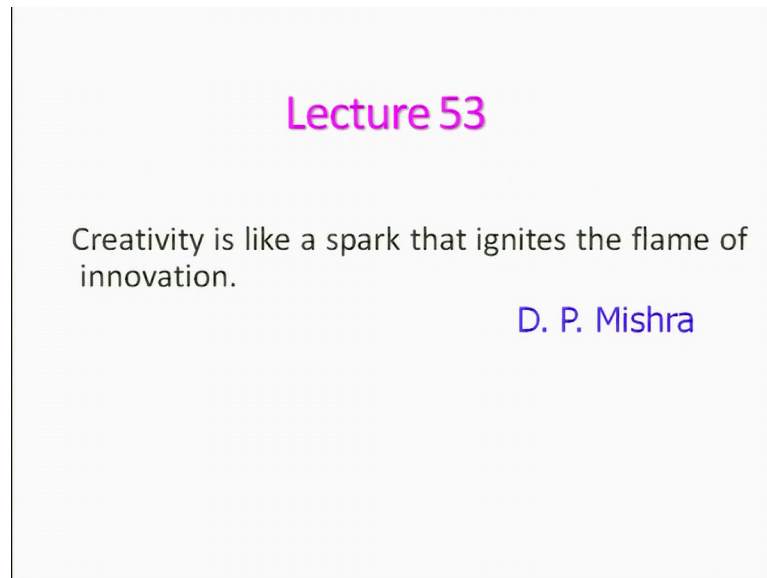 Lecture 53
Creativity is like a spark that ignites the flame of
innovation.
D. P. Mishra